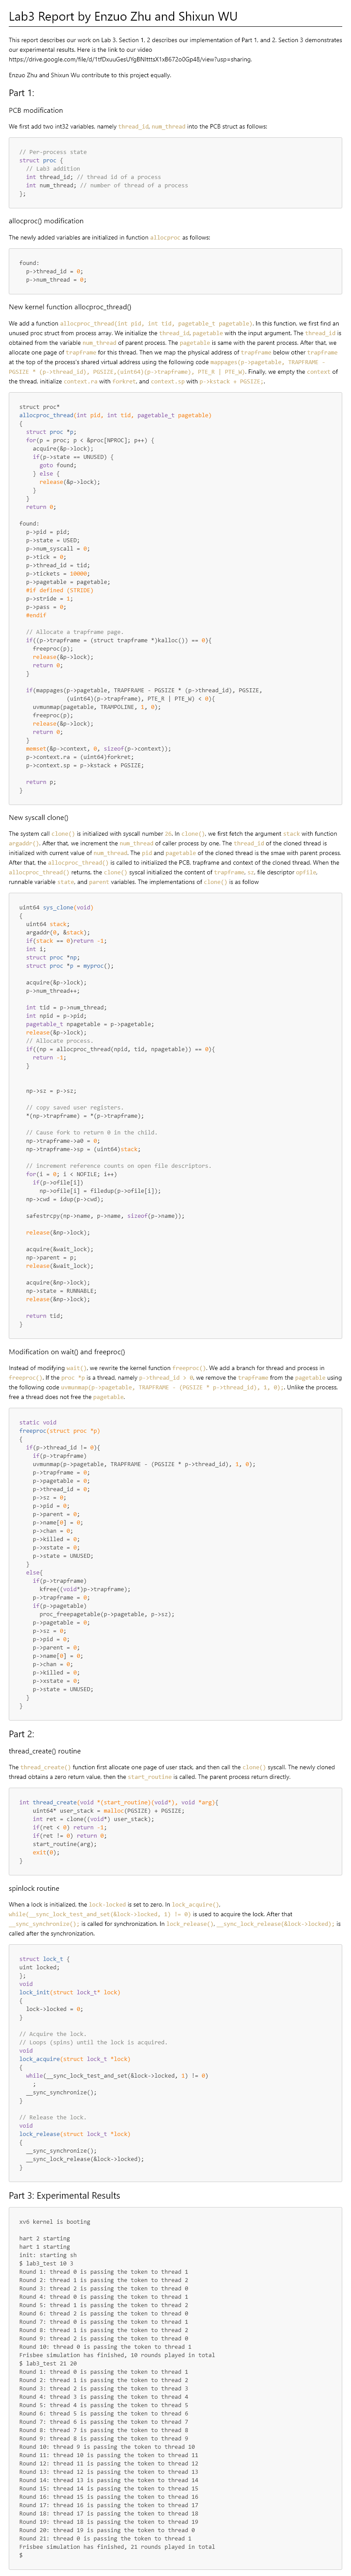 Lab3 Report by Enzuo Zhu and Shixun WU
This report describes our work on Lab 3. Section 1, 2 describes our implementation of Part 1, and 2. Section 3 demonstrates
our experimental results. Here is the link to our video
Enzuo Zhu and Shixun Wu contribute to this project equally.
Part 1:
PCB modification
We first add two int32 variables, namely thread_id, num_thread into the PCB struct as follows:
// Per-process state
struct proc {
// Lab3 addition
int thread_id; // thread id of a process
int num_thread; // number of thread of a process
};
allocproc() modification
The newly added variables are initialized in function allocproc as follows:
found:
p->thread_id = 0;
p->num_thread = 0;
New kernel function allocproc_thread()
We add a function allocproc_thread(int pid, int tid, pagetable_t pagetable). In this function, we first find an
unused proc struct from process array. We initialize the thread_id, pagetable with the input argument. The thread_id is
obtained from the variable num_thread of parent process. The pagetable is same with the parent process. After that, we
allocate one page of trapframe for this thread. Then we map the physical address of trapframe below other trapframe
at the top of the process's shared virtual address using the following code mappages(p->pagetable, TRAPFRAME -
PGSIZE * (p->thread_id), PGSIZE,(uint64)(p->trapframe), PTE_R | PTE_W). Finally, we empty the context of
the thread, initialize context.ra with forkret, and context.sp with p->kstack + PGSIZE;.
struct proc*
allocproc_thread(int pid, int tid, pagetable_t pagetable)
{
struct proc *p;
for(p = proc; p < &proc[NPROC]; p++) {
acquire(&p->lock);
if(p->state == UNUSED) {
goto found;
} else {
release(&p->lock);
}
}
return 0;
found:
p->pid = pid;
p->state = USED;
p->num_syscall = 0;
p->tick = 0;
p->thread_id = tid;
p->tickets = 10000;
p->pagetable = pagetable;
#if defined (STRIDE)
p->stride = 1;
p->pass = 0;
#endif
// Allocate a trapframe page.
if((p->trapframe = (struct trapframe *)kalloc()) == 0){
freeproc(p);
release(&p->lock);
return 0;
}
if(mappages(p->pagetable, TRAPFRAME - PGSIZE * (p->thread_id), PGSIZE,
(uint64)(p->trapframe), PTE_R | PTE_W) < 0){
uvmunmap(pagetable, TRAMPOLINE, 1, 0);
freeproc(p);
release(&p->lock);
return 0;
}
memset(&p->context, 0, sizeof(p->context));
p->context.ra = (uint64)forkret;
p->context.sp = p->kstack + PGSIZE;
return p;
}
New syscall clone()
The system call clone() is initialized with syscall number 26. In clone(), we first fetch the argument stack with function
argaddr(). After that, we increment the num_thread of caller process by one. The thread_id of the cloned thread is
initialized with current value of num_thread. The pid and pagetable of the cloned thread is the smae with parent process.
After that, the allocproc_thread() is called to initialized the PCB, trapframe and context of the cloned thread. When the
allocproc_thread() returns, the clone() syscall initialized the content of trapframe, sz, file descriptor opfile,
runnable variable state, and parent variables. The implementations of clone() is as follow
uint64 sys_clone(void)
{
uint64 stack;
argaddr(0, &stack);
if(stack == 0)return -1;
int i;
struct proc *np;
struct proc *p = myproc();
acquire(&p->lock);
p->num_thread++;
int tid = p->num_thread;
int npid = p->pid;
pagetable_t npagetable = p->pagetable;
release(&p->lock);
// Allocate process.
if((np = allocproc_thread(npid, tid, npagetable)) == 0){
return -1;
}
np->sz = p->sz;
// copy saved user registers.
*(np->trapframe) = *(p->trapframe);
// Cause fork to return 0 in the child.
np->trapframe->a0 = 0;
np->trapframe->sp = (uint64)stack;
// increment reference counts on open file descriptors.
for(i = 0; i < NOFILE; i++)
if(p->ofile[i])
np->ofile[i] = filedup(p->ofile[i]);
np->cwd = idup(p->cwd);
safestrcpy(np->name, p->name, sizeof(p->name));
release(&np->lock);
acquire(&wait_lock);
np->parent = p;
release(&wait_lock);
acquire(&np->lock);
np->state = RUNNABLE;
release(&np->lock);
return tid;
}
Modification on wait() and freeproc()
Instead of modifying wait(), we rewrite the kernel function freeproc(). We add a branch for thread and process in
freeproc(). If the proc *p is a thread, namely p->thread_id > 0, we remove the trapframe from the pagetable using
the following code uvmunmap(p->pagetable, TRAPFRAME - (PGSIZE * p->thread_id), 1, 0);. Unlike the process,
free a thread does not free the pagetable.
static void
freeproc(struct proc *p)
{
if(p->thread_id != 0){
if(p->trapframe)
uvmunmap(p->pagetable, TRAPFRAME - (PGSIZE * p->thread_id), 1, 0);
p->trapframe = 0;
p->pagetable = 0;
p->thread_id = 0;
p->sz = 0;
p->pid = 0;
p->parent = 0;
p->name[0] = 0;
p->chan = 0;
p->killed = 0;
p->xstate = 0;
p->state = UNUSED;
}
else{
if(p->trapframe)
kfree((void*)p->trapframe);
p->trapframe = 0;
if(p->pagetable)
proc_freepagetable(p->pagetable, p->sz);
p->pagetable = 0;
p->sz = 0;
p->pid = 0;
p->parent = 0;
p->name[0] = 0;
p->chan = 0;
p->killed = 0;
p->xstate = 0;
p->state = UNUSED;
}
}
Part 2:
thread_create() routine
The thread_create() function first allocate one page of user stack, and then call the clone() syscall. The newly cloned
thread obtains a zero return value, then the start_routine is called. The parent process return directly.
int thread_create(void *(start_routine)(void*), void *arg){
uint64* user_stack = malloc(PGSIZE) + PGSIZE;
int ret = clone((void*) user_stack);
if(ret < 0) return -1;
if(ret != 0) return 0;
start_routine(arg);
exit(0);
}
spinlock routine
When a lock is initialized, the lock-locked is set to zero. In lock_acquire(),
while(__sync_lock_test_and_set(&lock->locked, 1) != 0) is used to acquire the lock. After that
__sync_synchronize(); is called for synchronization. In lock_release(), __sync_lock_release(&lock->locked); is
called after the synchronization.
struct lock_t {
uint locked;
};
void
lock_init(struct lock_t* lock)
{
lock->locked = 0;
}
// Acquire the lock.
// Loops (spins) until the lock is acquired.
void
lock_acquire(struct lock_t *lock)
{
while(__sync_lock_test_and_set(&lock->locked, 1) != 0)
;
__sync_synchronize();
}
// Release the lock.
void
lock_release(struct lock_t *lock)
{
__sync_synchronize();
__sync_lock_release(&lock->locked);
}
Part 3: Experimental Results
xv6 kernel is booting
hart 2 starting
hart 1 starting
init: starting sh
$ lab3_test 10 3
Round 1: thread 0 is passing the token to thread 1
Round 2: thread 1 is passing the token to thread 2
Round 3: thread 2 is passing the token to thread 0
Round 4: thread 0 is passing the token to thread 1
Round 5: thread 1 is passing the token to thread 2
Round 6: thread 2 is passing the token to thread 0
Round 7: thread 0 is passing the token to thread 1
Round 8: thread 1 is passing the token to thread 2
Round 9: thread 2 is passing the token to thread 0
Round 10: thread 0 is passing the token to thread 1
Frisbee simulation has finished, 10 rounds played in total
$ lab3_test 21 20
Round 1: thread 0 is passing the token to thread 1
Round 2: thread 1 is passing the token to thread 2
Round 3: thread 2 is passing the token to thread 3
Round 4: thread 3 is passing the token to thread 4
Round 5: thread 4 is passing the token to thread 5
Round 6: thread 5 is passing the token to thread 6
Round 7: thread 6 is passing the token to thread 7
Round 8: thread 7 is passing the token to thread 8
Round 9: thread 8 is passing the token to thread 9
Round 10: thread 9 is passing the token to thread 10
Round 11: thread 10 is passing the token to thread 11
Round 12: thread 11 is passing the token to thread 12
Round 13: thread 12 is passing the token to thread 13
Round 14: thread 13 is passing the token to thread 14
Round 15: thread 14 is passing the token to thread 15
Round 16: thread 15 is passing the token to thread 16
Round 17: thread 16 is passing the token to thread 17
Round 18: thread 17 is passing the token to thread 18
Round 19: thread 18 is passing the token to thread 19
Round 20: thread 19 is passing the token to thread 0
Round 21: thread 0 is passing the token to thread 1
Frisbee simulation has finished, 21 rounds played in total
$